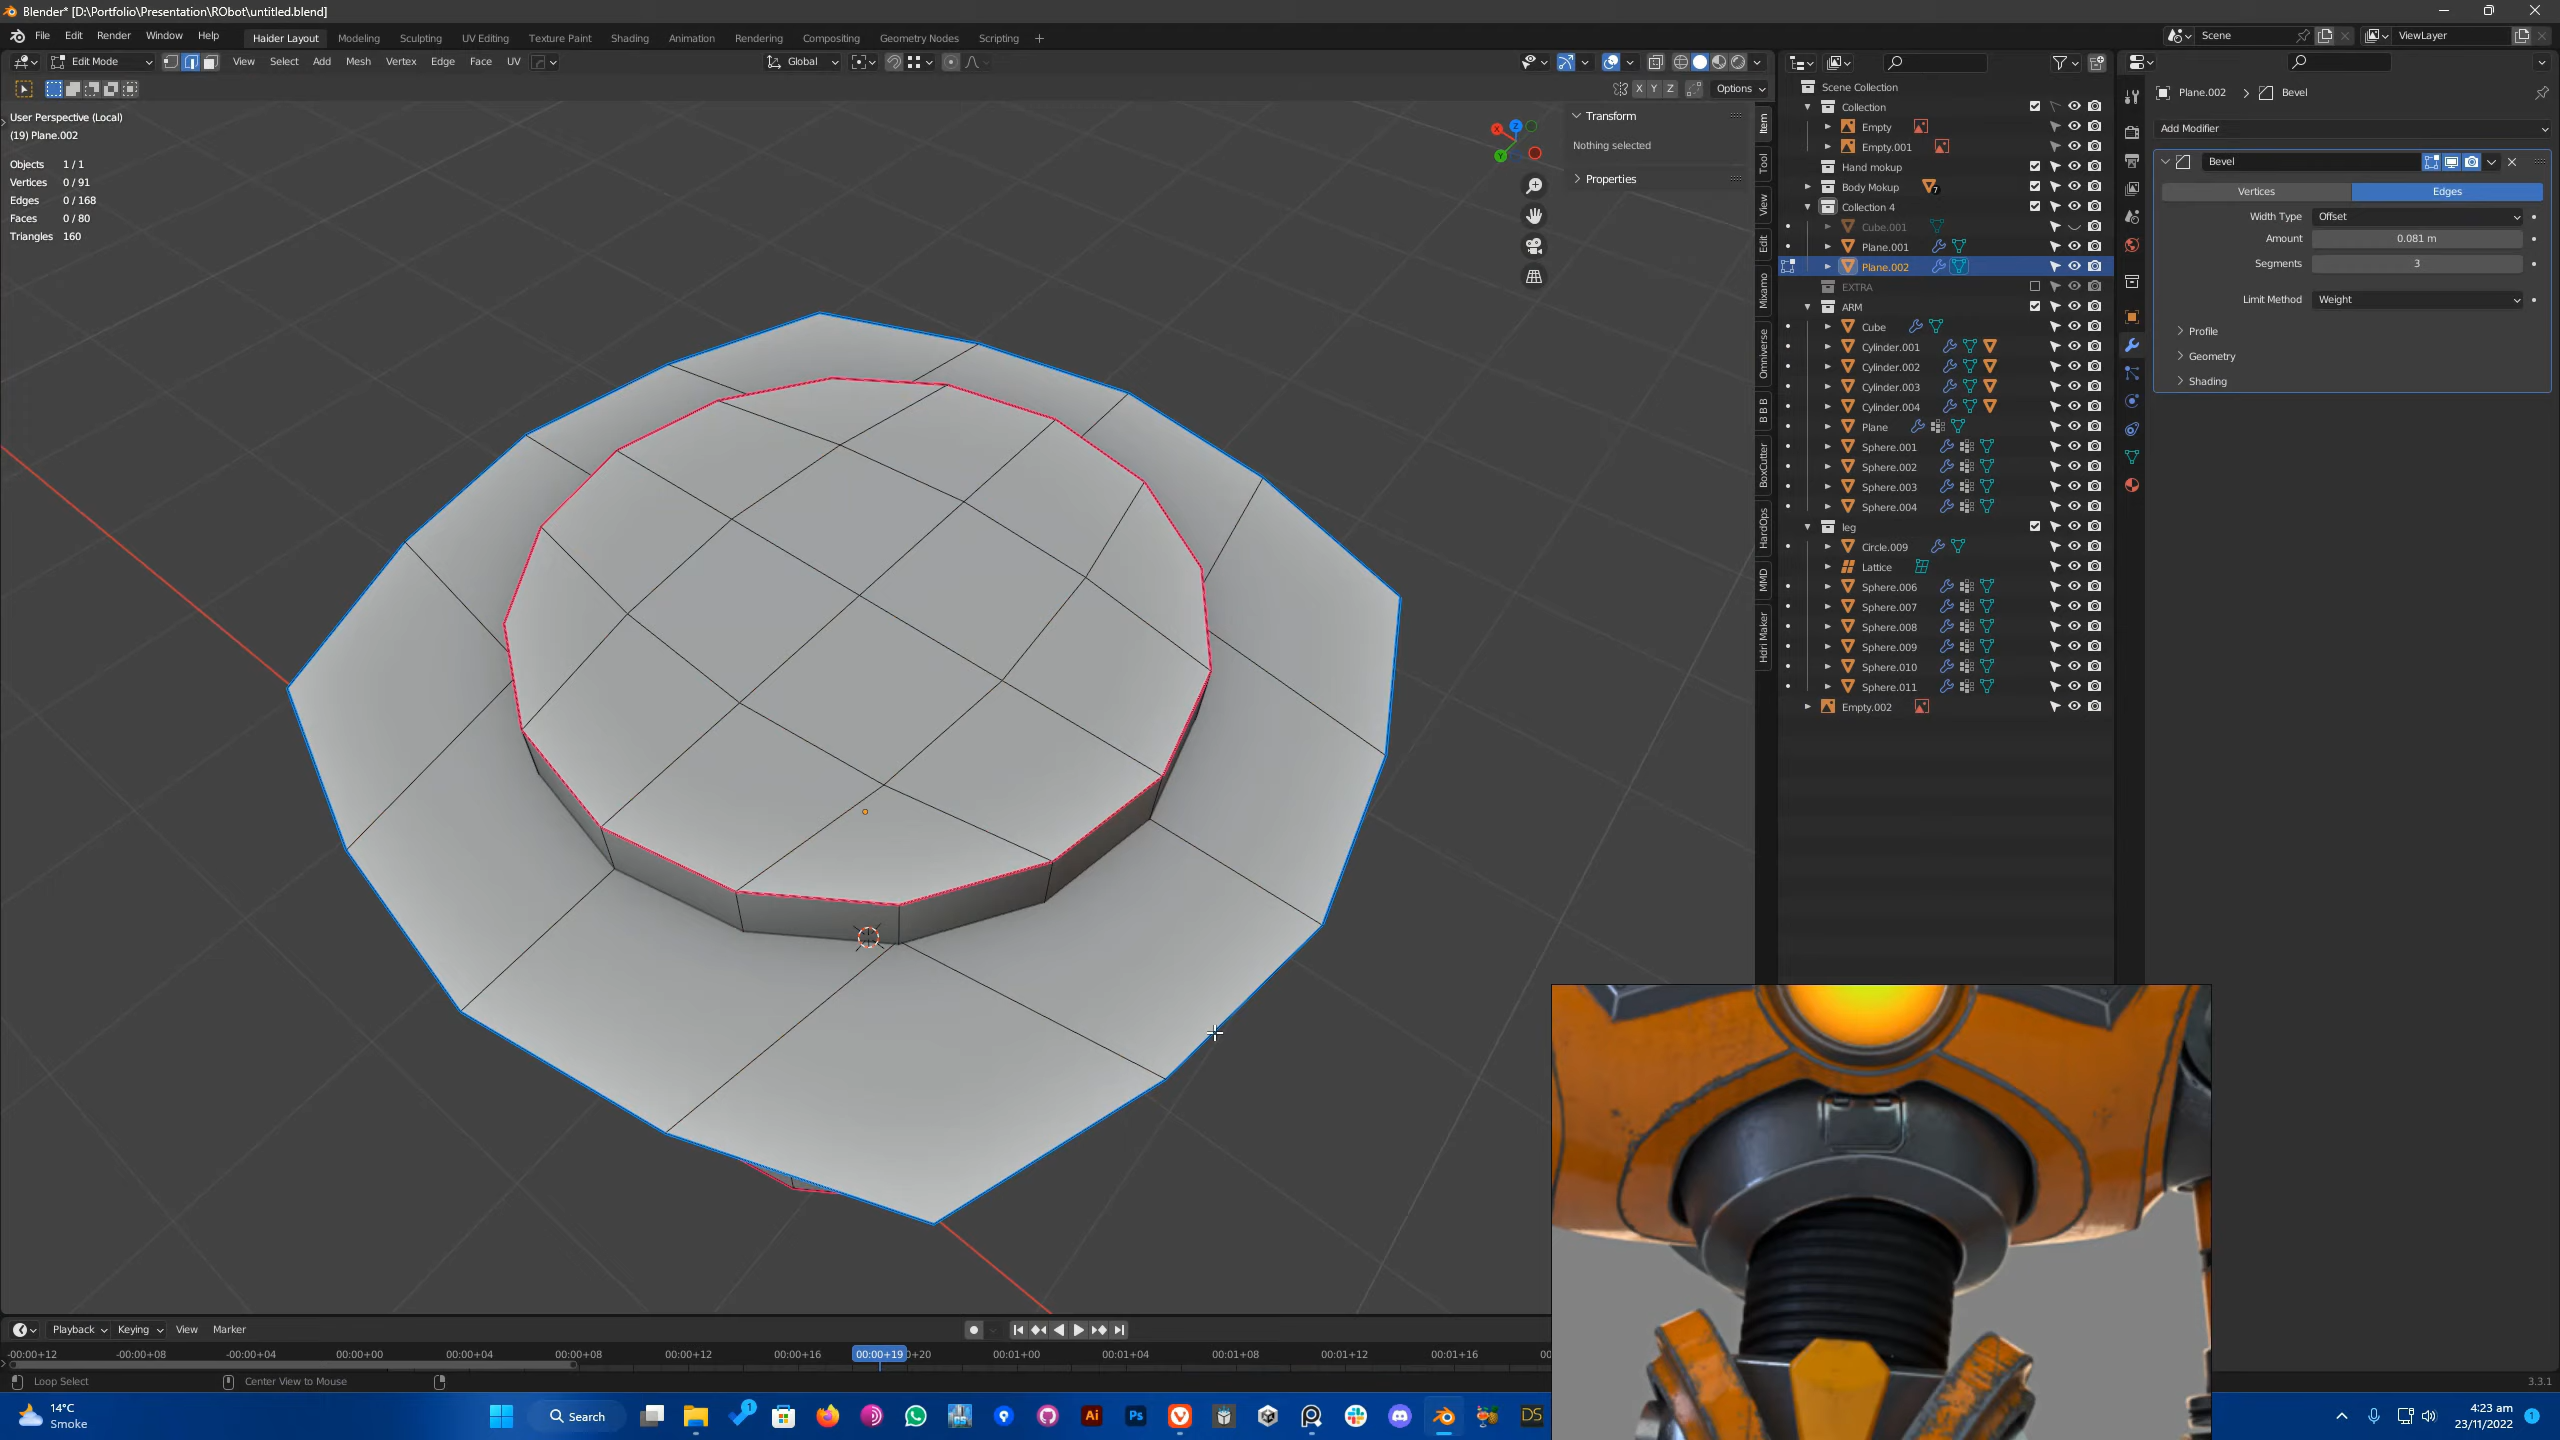 Blender* [D:\Portfolio\Presentation\RObot\untitled.blend]
File Edit Render Window Help Haider Layout Modeling Sculpting UV Editing Texture Paint Shading Animation Rendering Compositing Geometry Nodes Scripting + Scene ViewLayer
Edit Mode View Select Add Mesh Vertex Edge Face UV Global
X Y Z Options
User Perspective (Local)
(19) Plane.002
Objects 1 / 1
Vertices 0 / 91
Edges 0 / 168
Faces 0 / 80
Triangles 160
X
Y
Z
Transform
Nothing selected
Properties
Item
Tool
View
Edit
Mixamo
Omniverse
B B B
BoxCutter
HardOps
MMD
Hdri Maker
Scene Collection
Collection
Empty
Empty.001
Hand mokup
Body Mokup 7
Collection 4
Cube.001
Plane.001
Plane.002
EXTRA
ARM
Cube
Cylinder.001
Cylinder.002
Cylinder.003
Cylinder.004
Plane
Sphere.001
Sphere.002
Sphere.003
Sphere.004
leg
Circle.009
Lattice
Sphere.006
Sphere.007
Sphere.008
Sphere.009
Sphere.010
Sphere.011
Empty.002
Plane.002 > Bevel
Add Modifier
Bevel
Vertices Edges
Width Type Offset
Amount 0.081 m
Segments 3
Limit Method Weight
Profile
Geometry
Shading
Playback Keying View Marker
-00:00+12 -00:00+08 -00:00+04 00:00+00 00:00+04 00:00+08 00:00+12 00:00+16 00:00+19 0+20 00:01+00 00:01+04 00:01+08 00:01+12 00:01+16
Loop Select Center View to Mouse
3.3.1
14°C
Smoke
Search
1
Ai
Ps
DS
4:23 am
23/11/2022
1